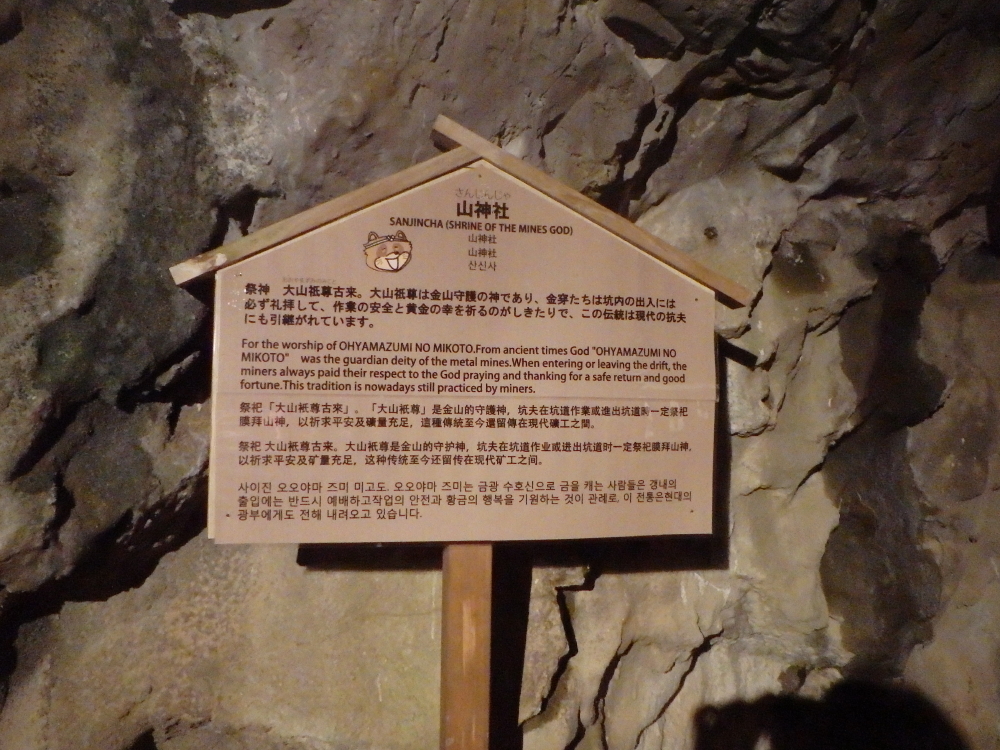 さんじんじゃ
山神社
SANJINCHA (SHRINE OF THE MINES GOD)
山神社
山神社
산신사
祭神 大山祇尊古来。大山祇尊は金山守護の神であり、金穿たちは坑内の出入には
必ず礼拝して、作業の安全と黄金の幸を祈るのがしきたりで、この伝統は現代の抗夫
にも引継がれています。
For the worship of OHYAMAZUMI NO MIKOTO.From ancient times God "OHYAMAZUMI NO
MIKOTO" was the guardian deity of the metal mines.When entering or leaving the drift, the
miners always paid their respect to the God praying and thanking for a safe return and good
fortune.This tradition is nowadays still practiced by miners.
祭祀「大山衹尊古來」。「大山衹尊」是金山的守護神，坑夫在坑道作業或進出坑道時一定祭祀
膜拜山神，以祈求平安及礦量充足，這種傳統至今還留傳在現代礦工之間。
祭祀 大山衹尊古来。大山衹尊是金山的守护神，坑夫在坑道作业或进出坑道时一定祭祀膜拜山神，
以祈求平安及矿量充足，这种传统至今还留传在现代矿工之间。
사이진 오오야마 즈미 미고도. 오오야마 즈미는 금광 수호신으로 금을 캐는 사람들은 갱내의
출입에는 반드시 예배하고작업의 안전과 황금의 행복을 기원하는 것이 관례로, 이 전통은현대의
광부에게도 전해 내려오고 있습니다.